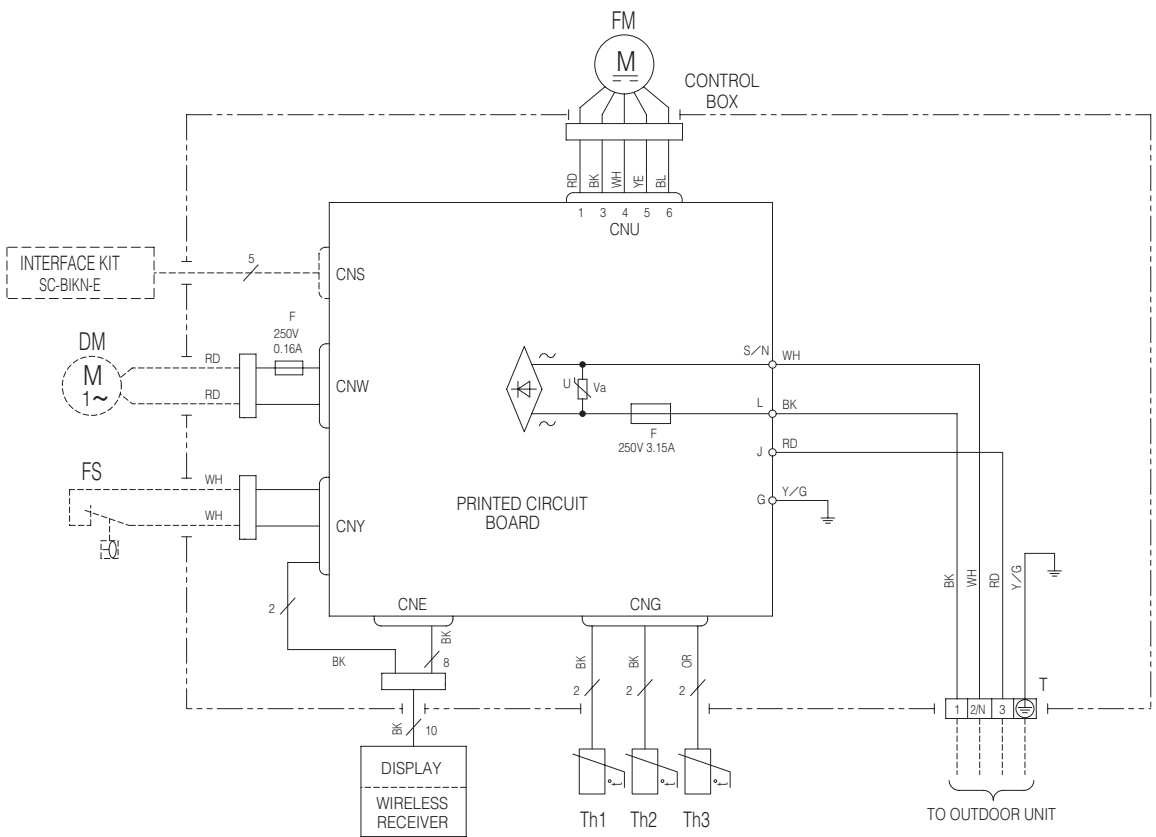 FM
M
CONTROL
BOX
RD
BK
WH
YE
BL
1 3 4 5 6
CNU
INTERFACE KIT
SC-BIKN-E
5
CNS
F
250V
0.16A
DM
M
1~
RD
RD
CNW
S/N
WH
U
Va
L
BK
F
250V 3.15A
J
RD
FS
WH
WH
CNY
PRINTED CIRCUIT
BOARD
G
Y/G
BK
WH
RD
Y/G
2
CNE
CNG
BK
BK
8
BK
BK
OR
2
2
2
T
1 2/N 3
BK
10
DISPLAY
WIRELESS
RECEIVER
°t
°t
°t
Th1
Th2
Th3
TO OUTDOOR UNIT